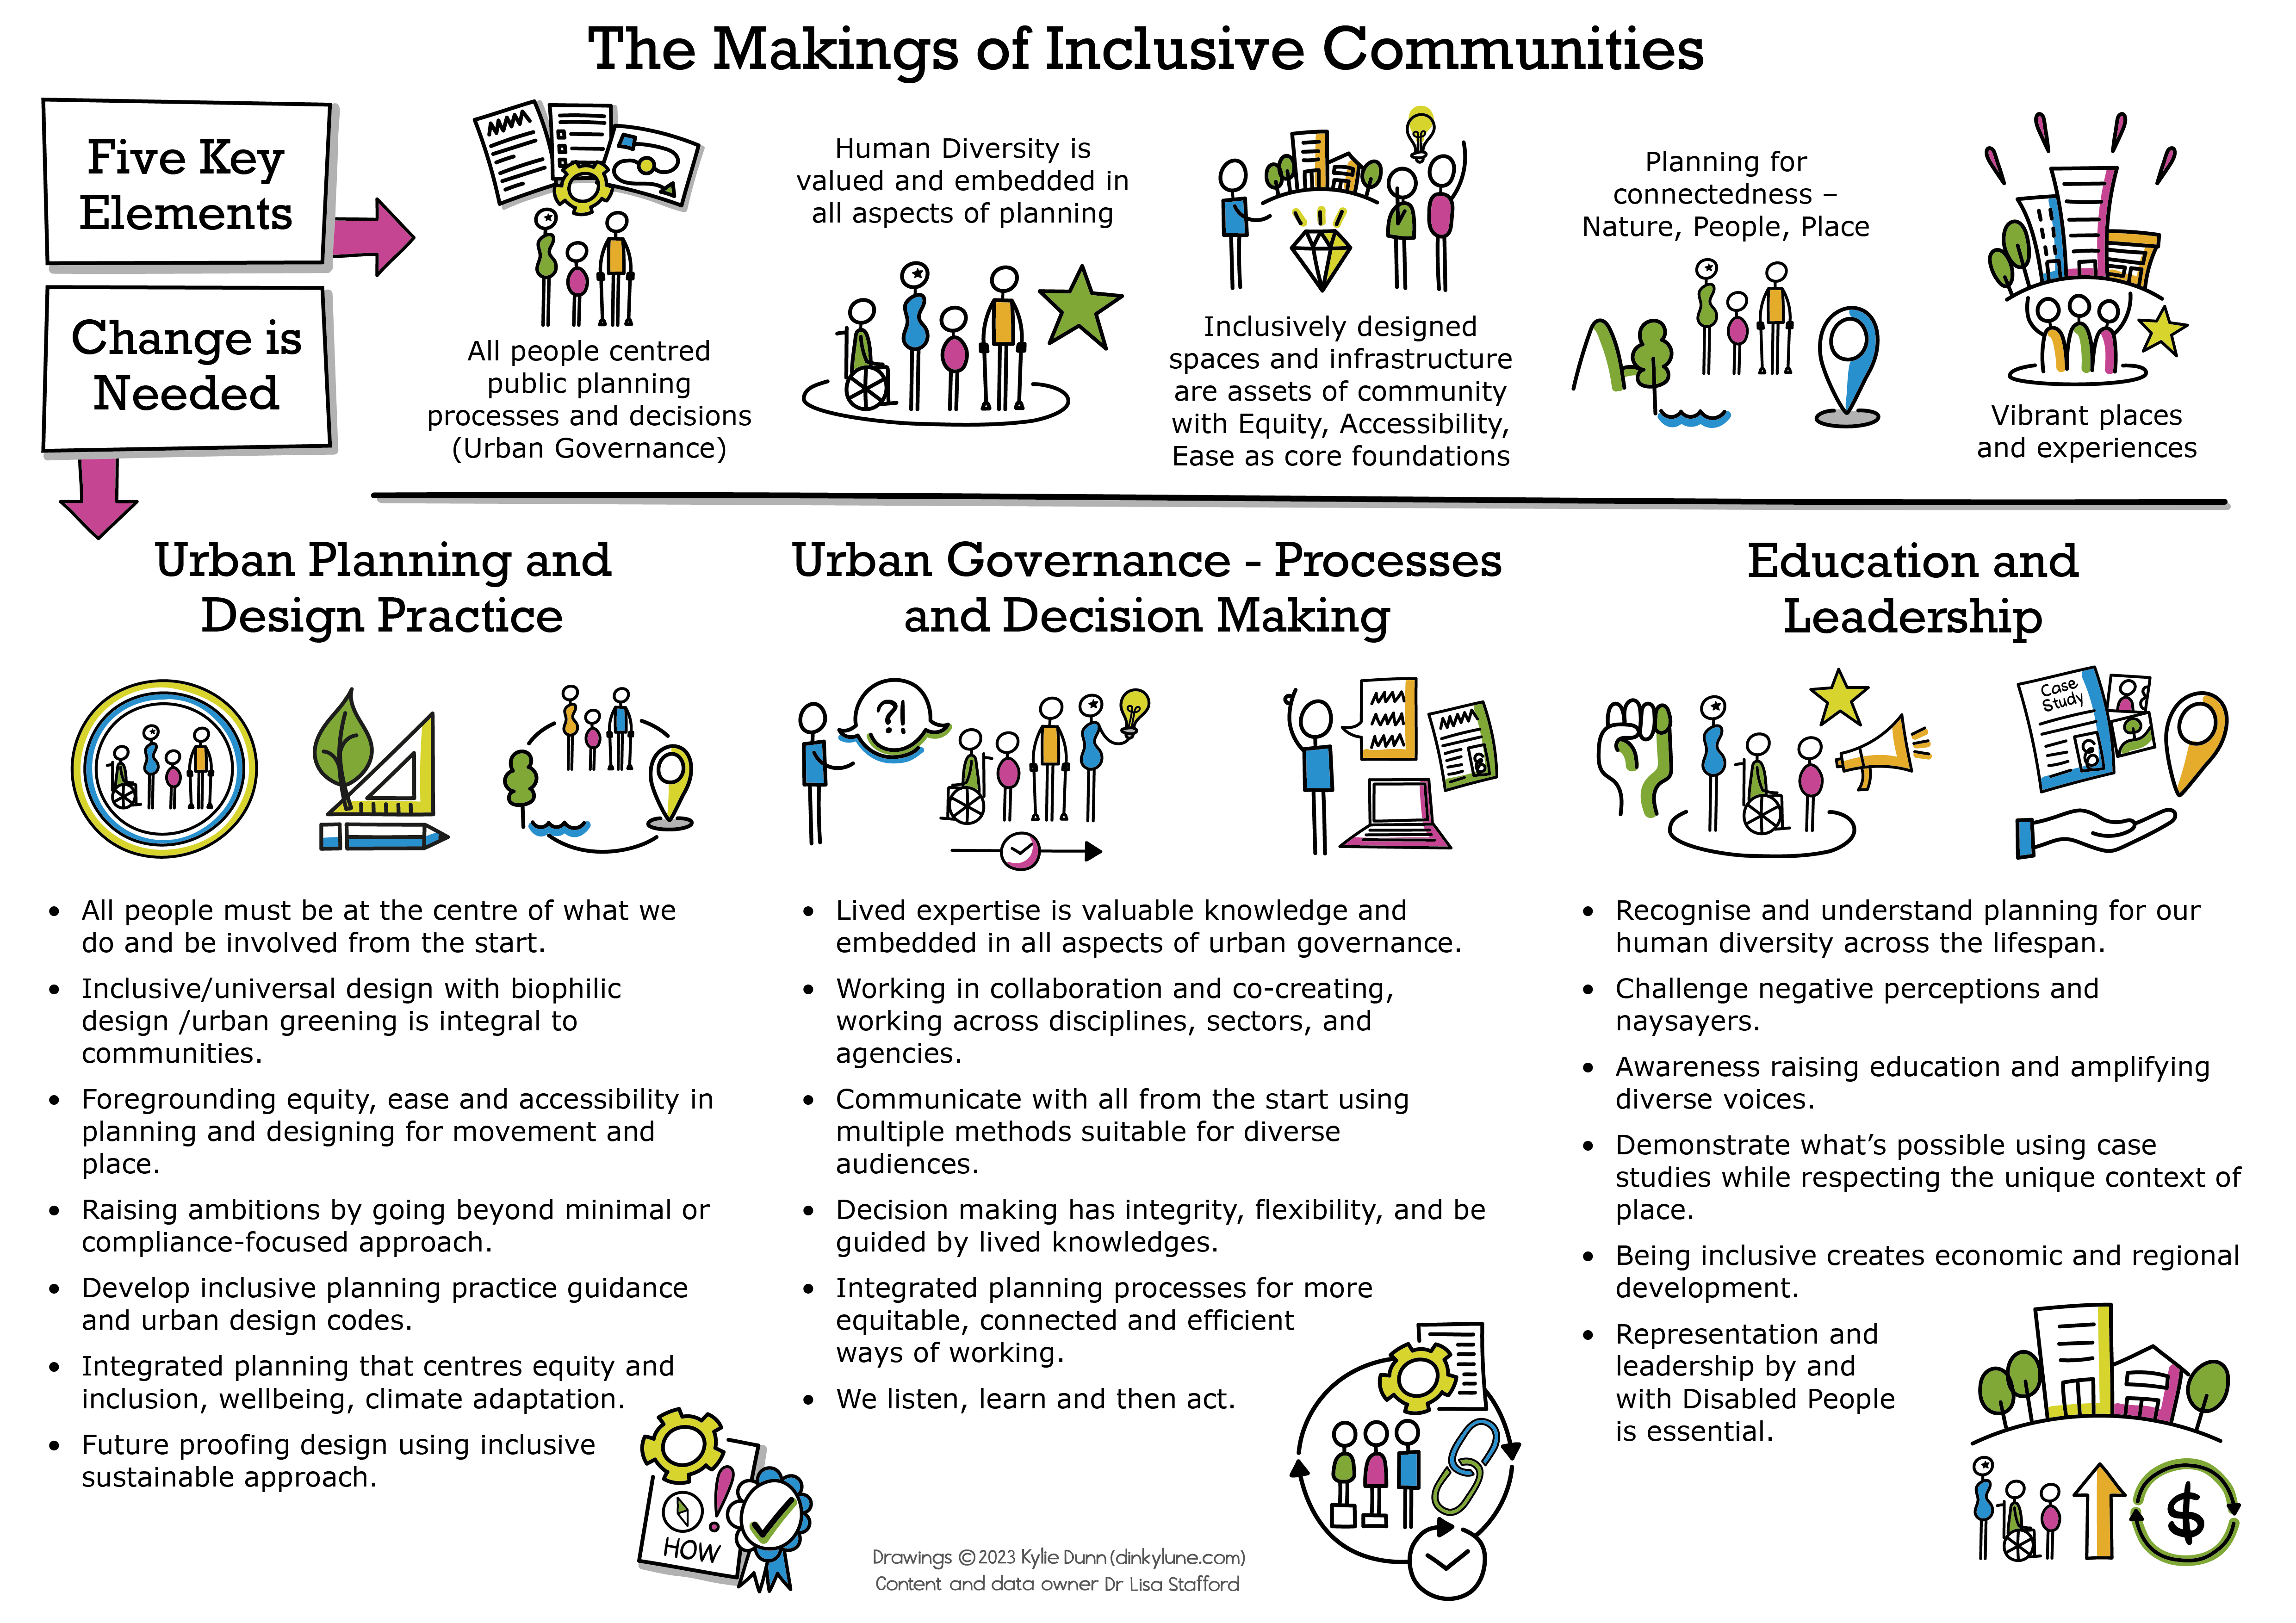 The Makings of Inclusive Communities
Five Key
Elements
Change is
Needed
All people centred
public planning
processes and decisions
(Urban Governance)
Human Diversity is
valued and embedded in
all aspects of planning
Inclusively designed
spaces and infrastructure
are assets of community
with Equity, Accessibility,
Ease as core foundations
Planning for
connectedness –
Nature, People, Place
Vibrant places
and experiences
Urban Planning and
Design Practice
• All people must be at the centre of what we
do and be involved from the start.
• Inclusive/universal design with biophilic
design /urban greening is integral to
communities.
• Foregrounding equity, ease and accessibility in
planning and designing for movement and
place.
• Raising ambitions by going beyond minimal or
compliance-focused approach.
• Develop inclusive planning practice guidance
and urban design codes.
• Integrated planning that centres equity and
inclusion, wellbeing, climate adaptation.
• Future proofing design using inclusive
sustainable approach.
HOW
Urban Governance - Processes
and Decision Making
?!
• Lived expertise is valuable knowledge and
embedded in all aspects of urban governance.
• Working in collaboration and co-creating,
working across disciplines, sectors, and
agencies.
• Communicate with all from the start using
multiple methods suitable for diverse
audiences.
• Decision making has integrity, flexibility, and be
guided by lived knowledges.
• Integrated planning processes for more
equitable, connected and efficient
ways of working.
• We listen, learn and then act.
Education and
Leadership
Case
Study
• Recognise and understand planning for our
human diversity across the lifespan.
• Challenge negative perceptions and
naysayers.
• Awareness raising education and amplifying
diverse voices.
• Demonstrate what's possible using case
studies while respecting the unique context of
place.
• Being inclusive creates economic and regional
development.
• Representation and
leadership by and
with Disabled People
is essential.
$
Drawings ©2023 Kylie Dunn (dinkylune.com)
Content and data owner Dr Lisa Stafford